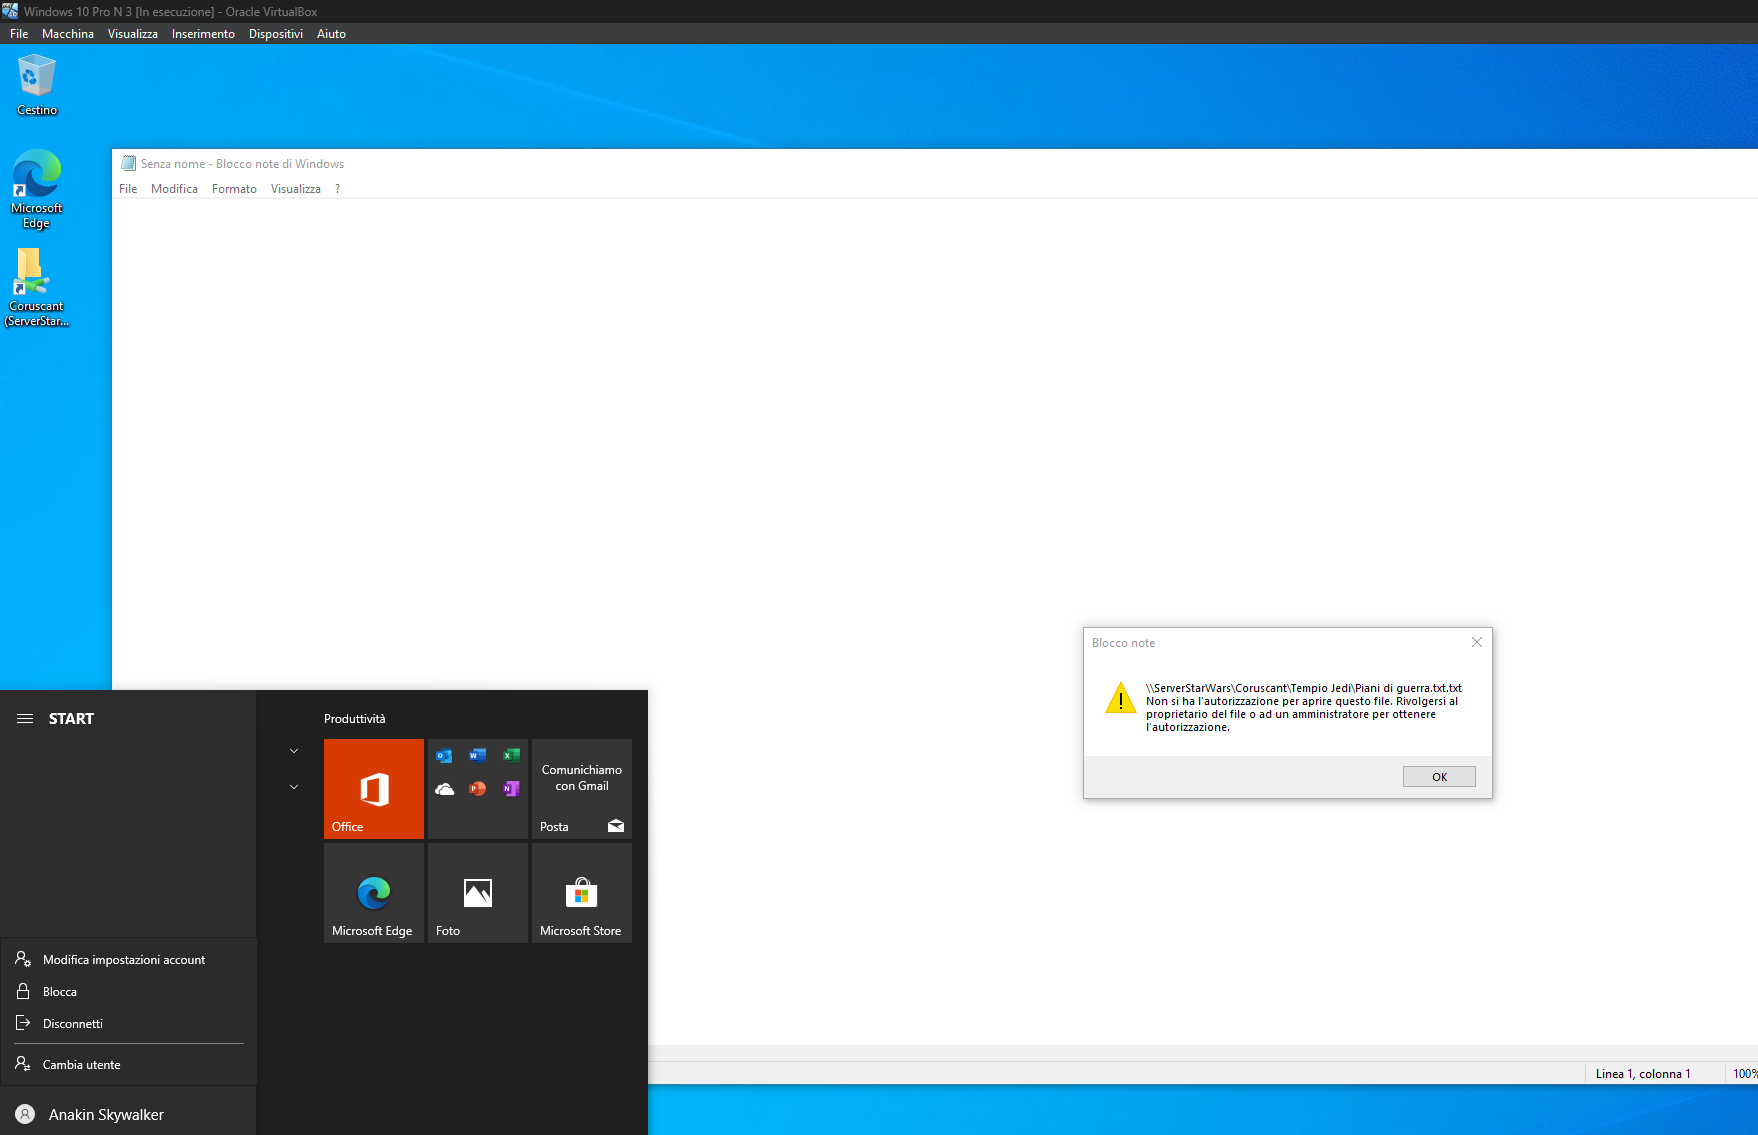 Windows 10 Pro N 3 [In esecuzione] - Oracle VirtualBox
File Macchina Visualizza Inserimento Dispositivi Aiuto
Cestino
Microsoft
Edge
Coruscant
(ServerStar...
Senza nome - Blocco note di Windows
File Modifica Formato Visualizza ?
Blocco note
\\ServerStarWars\Coruscant\Tempio Jedi\Piani di guerra.txt.txt
Non si ha l'autorizzazione per aprire questo file. Rivolgersi al
proprietario del file o ad un amministratore per ottenere
l'autorizzazione.
OK
START
Produttività
Office
Comunichiamo
con Gmail
Posta
Microsoft Edge
Foto
Microsoft Store
Modifica impostazioni account
Blocca
Disconnetti
Cambia utente
Anakin Skywalker
Linea 1, colonna 1
100%